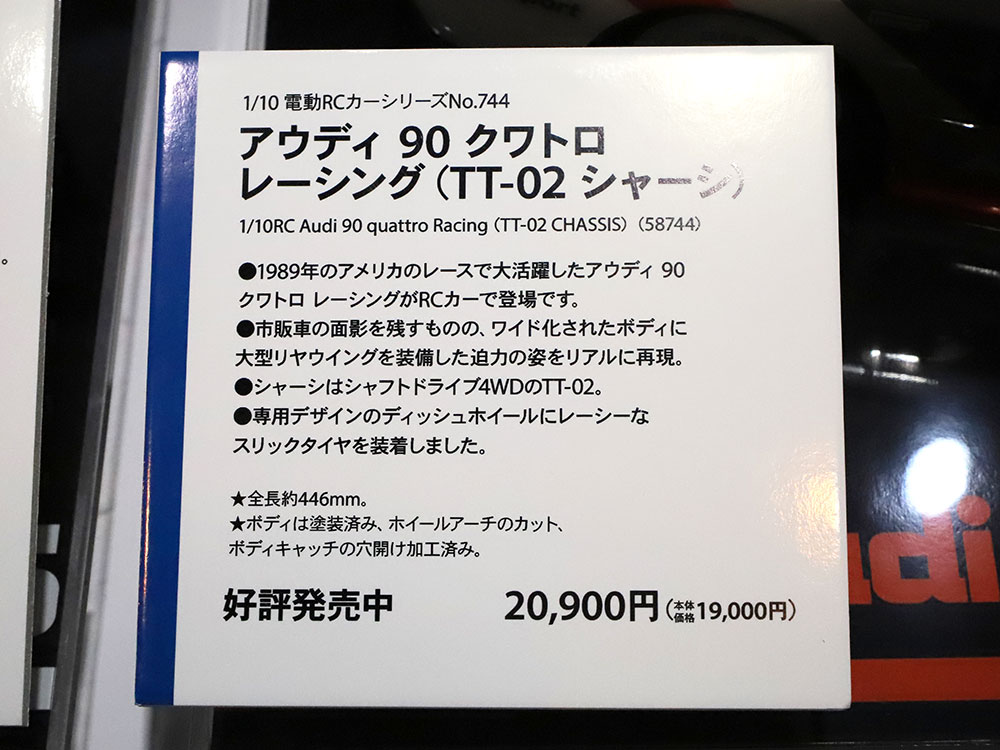 port
1/10 電動RCカーシリーズNo.744
アウディ 90 クワトロ
レーシング（TT-02 シャーシ）
1/10RC Audi 90 quattro Racing（TT-02 CHASSIS）（58744）
●1989年のアメリカのレースで大活躍したアウディ 90
クワトロ レーシングがRCカーで登場です。
●市販車の面影を残すものの、ワイド化されたボディに
大型リヤウイングを装備した迫力の姿をリアルに再現。
●シャーシはシャフトドライブ4WDのTT-02。
●専用デザインのディッシュホイールにレーシーな
スリックタイヤを装着しました。
★全長約446mm。
★ボディは塗装済み、ホイールアーチのカット、
ボディキャッチの穴開け加工済み。
好評発売中 20,900円（本体価格19,000円）
udi